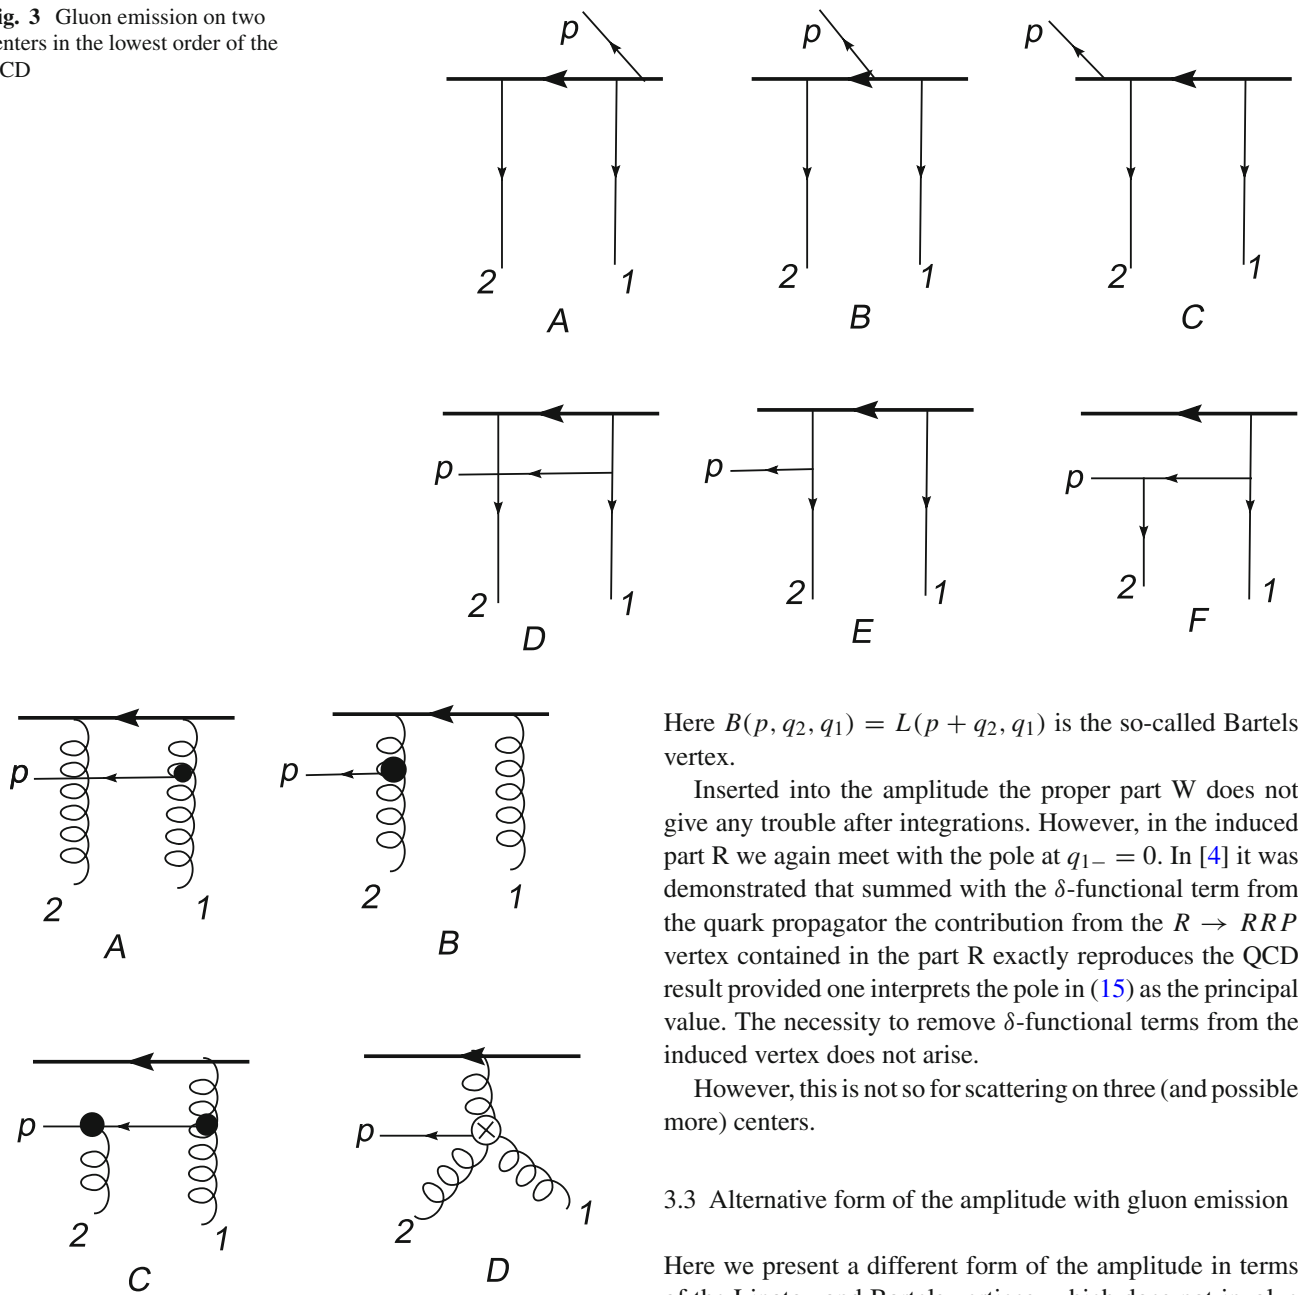 ig. 3 Gluon emission on two
enters in the lowest order of the
CD
p
p
p
2
1
2
1
2
1
A
B
C
p
p
p
2
1
2
1
2
1
D
E
F
p
p
2
1
2
1
A
B
p
p
2
1
2
1
C
D
Here B(p, q₂, q₁) = L(p + q₂, q₁) is the so-called Bartels
vertex.
Inserted into the amplitude the proper part W does not
give any trouble after integrations. However, in the induced
part R we again meet with the pole at q₁₋ = 0. In [4] it was
demonstrated that summed with the δ-functional term from
the quark propagator the contribution from the R → RRP
vertex contained in the part R exactly reproduces the QCD
result provided one interprets the pole in (15) as the principal
value. The necessity to remove δ-functional terms from the
induced vertex does not arise.
However, this is not so for scattering on three (and possible
more) centers.
3.3 Alternative form of the amplitude with gluon emission
Here we present a different form of the amplitude in terms